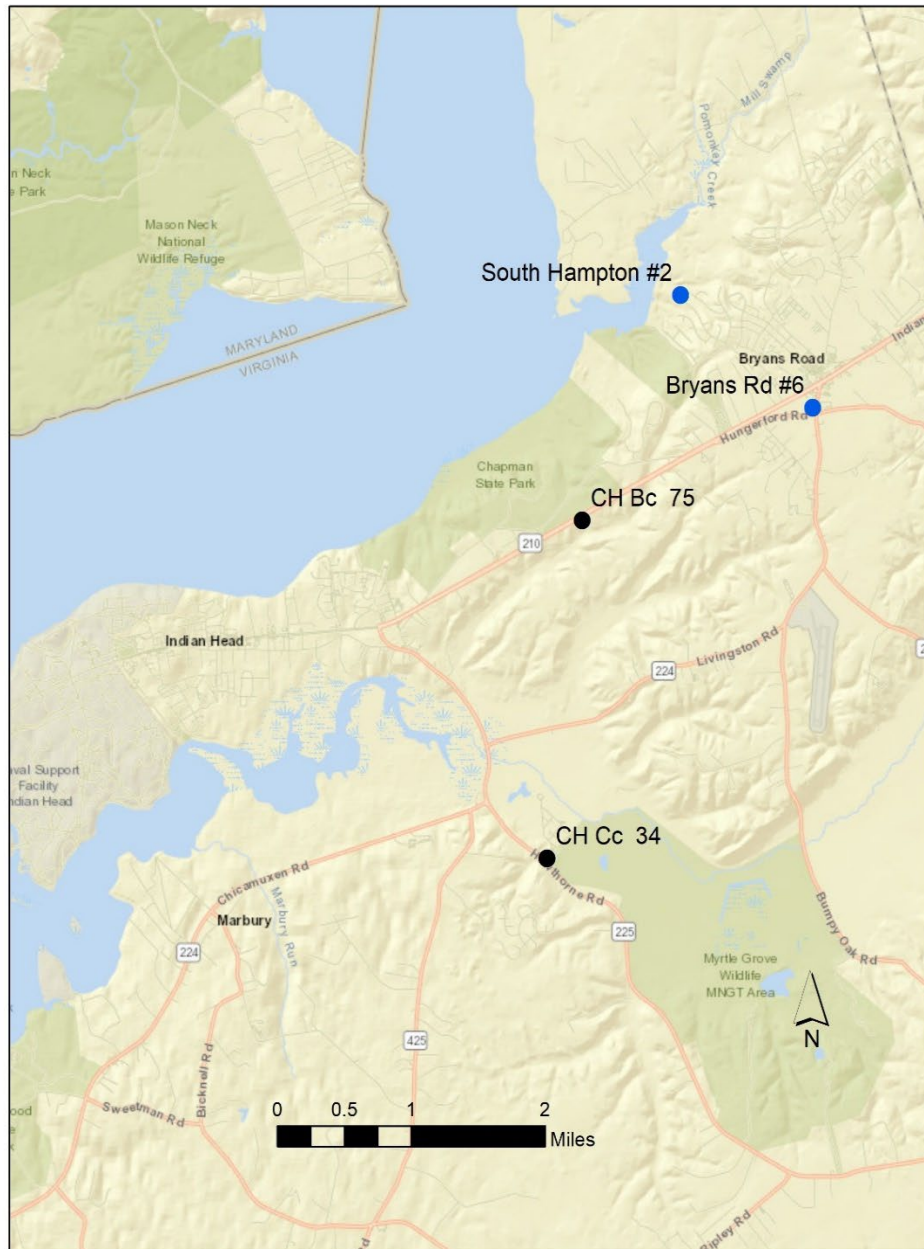 Mill Swamp
Pomonkey
Creek
n Neck
e Park
Mason Neck
National
Wildlife Refuge
South Hampton #2
MARYLAND
VIRGINIA
Indian
Bryans Road
Bryans Rd #6
Hungerford Rd
Chapman
State Park
CH Bc 75
210
Indian Head
Livingston Rd
224
2
aval Support
Facility
ndian Head
CH Cc 34
Hawthorne Rd
Chicamuxen Rd
Marbury Run
Marbury
225
Bumpy Oak Rd
224
Myrtle Grove
Wildlife
MNGT Area
N
425
Bicknell Rd
ood
Sweetman Rd
0 0.5 1 2
Miles
Ripley Rd
d